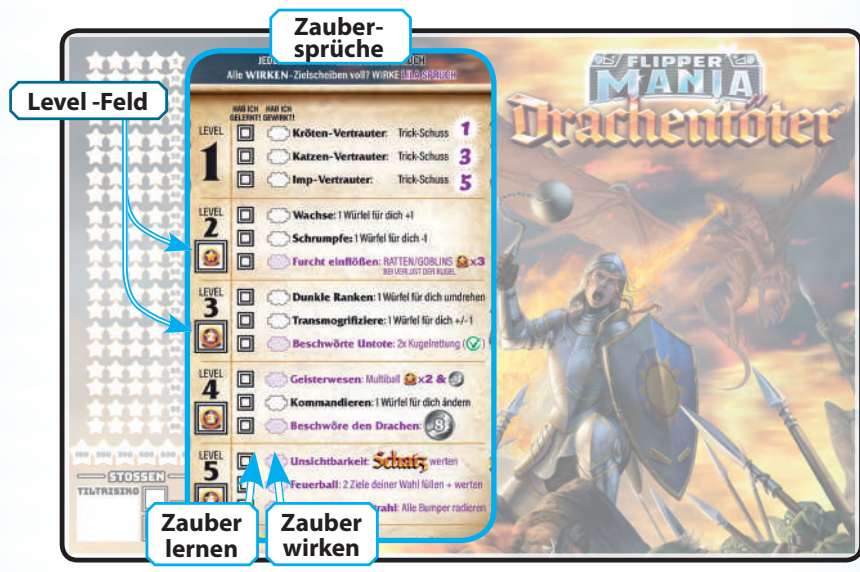 Zauber-
sprüche
JEDE
Alle WIRKEN-Zielscheiben voll? WIRKE LILA SPRUCH
FLIPPER
MANIA
Drachentöter
Level -Feld
HAB ICH GELERNT! HAB ICH GEWIRKT!
LEVEL 1
Kröten-Vertrauter: Trick-Schuss 1
Katzen-Vertrauter: Trick-Schuss 3
Imp-Vertrauter: Trick-Schuss 5
LEVEL 2
Wachse: 1 Würfel für dich +1
Schrumpfe: 1 Würfel für dich -1
Furcht einflößen: RATTEN/GOBLINS x3
BEI VERLUST DER KUGEL
LEVEL 3
Dunkle Ranken: 1 Würfel für dich umdrehen
Transmogrifiziere: 1 Würfel für dich +/-1
2
Beschwörte Untote: 2x Kugelrettung ( )
LEVEL 4
Geisterwesen: Multiball x2 &
Kommandieren: 1 Würfel für dich ändern
3
Beschwöre den Drachen: 8
LEVEL 5
Unsichtbarkeit: Schatz werten
Feuerball: 2 Ziele deiner Wahl füllen + werten
rahl: Alle Bumper radieren
STOSSEN
TILTRISIKO
Zauber
lernen
Zauber
wirken